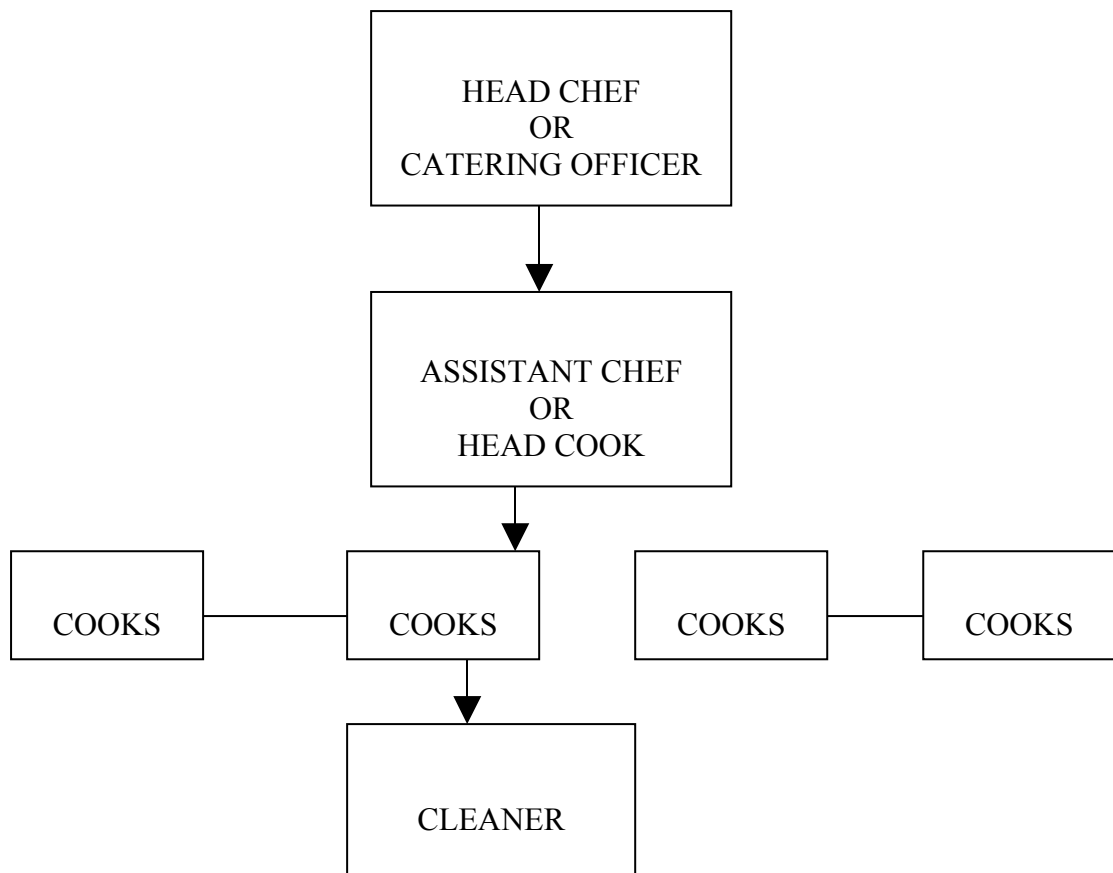 HEAD CHEF
OR
CATERING OFFICER
ASSISTANT CHEF
OR
HEAD COOK
COOKS
COOKS
COOKS
COOKS
CLEANER